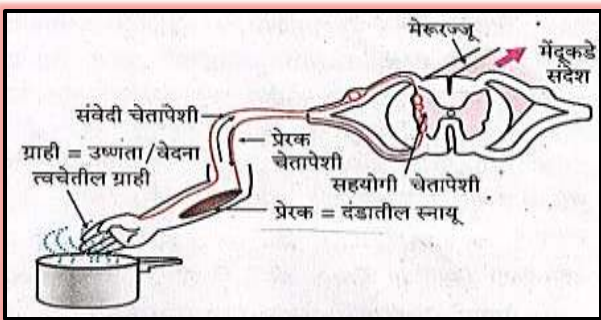 मेरूरज्जू
मेंदूकडे
संदेश
संवेदी चेतापेशी
ग्राही = उष्णता/वेदना
त्वचेतील ग्राही
प्रेरक
चेतापेशी
सहयोगी चेतापेशी
प्रेरक = दंडातील स्नायू